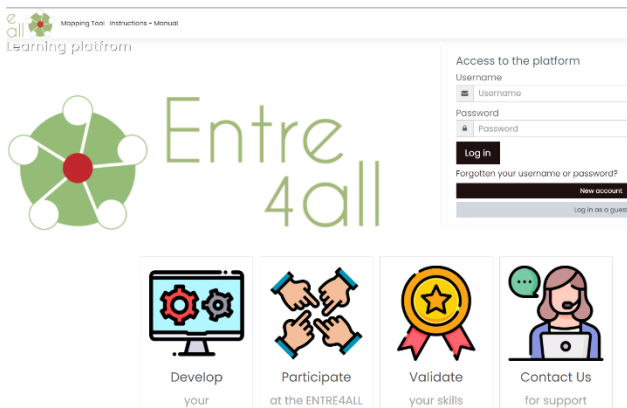 e
all
Mapping Tool Instructions - Manual
Learning platfrom
Entre
4all
Access to the platform
Username
Username
Password
Password
Log in
Forgotten your username or password?
New account
Log in as a guest
Develop
your
Participate
at the ENTRE4ALL
Validate
your skills
Contact Us
for support